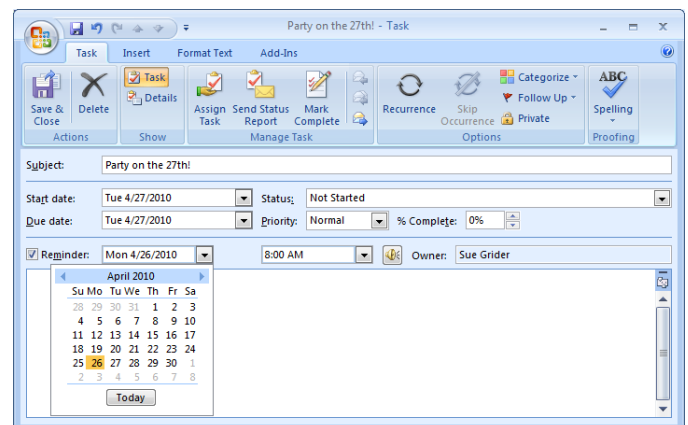 Party on the 27th! - Task
Task Insert Format Text Add-Ins
Save & Close Delete Task Details Assign Task Send Status Report Mark Complete Recurrence Skip Occurrence Categorize Follow Up Private ABC Spelling
Actions Show Manage Task Options Proofing
Subject: Party on the 27th!
Start date: Tue 4/27/2010 Status: Not Started
Due date: Tue 4/27/2010 Priority: Normal % Complete: 0%
Reminder: Mon 4/26/2010 8:00 AM Owner: Sue Grider
April 2010
Su Mo Tu We Th Fr Sa
28 29 30 31 1 2 3
4 5 6 7 8 9 10
11 12 13 14 15 16 17
18 19 20 21 22 23 24
25 26 27 28 29 30 1
2 3 4 5 6 7 8
Today